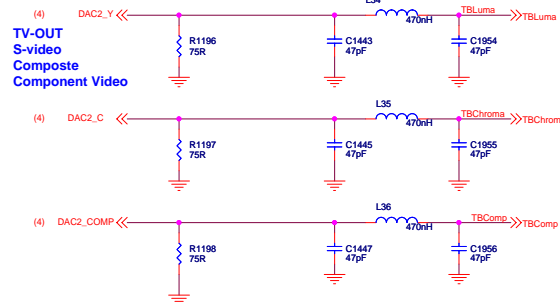 L34
(4) DAC2_Y TBLuma TBLuma
470nH
TV-OUT
S-video
Composte
Component Video
R1196
75R
C1443
47pF
C1954
47pF
L35
(4) DAC2_C TBChroma TBChrom
470nH
R1197
75R
C1445
47pF
C1955
47pF
L36
(4) DAC2_COMP TBComp TBComp
470nH
R1198
75R
C1447
47pF
C1956
47pF